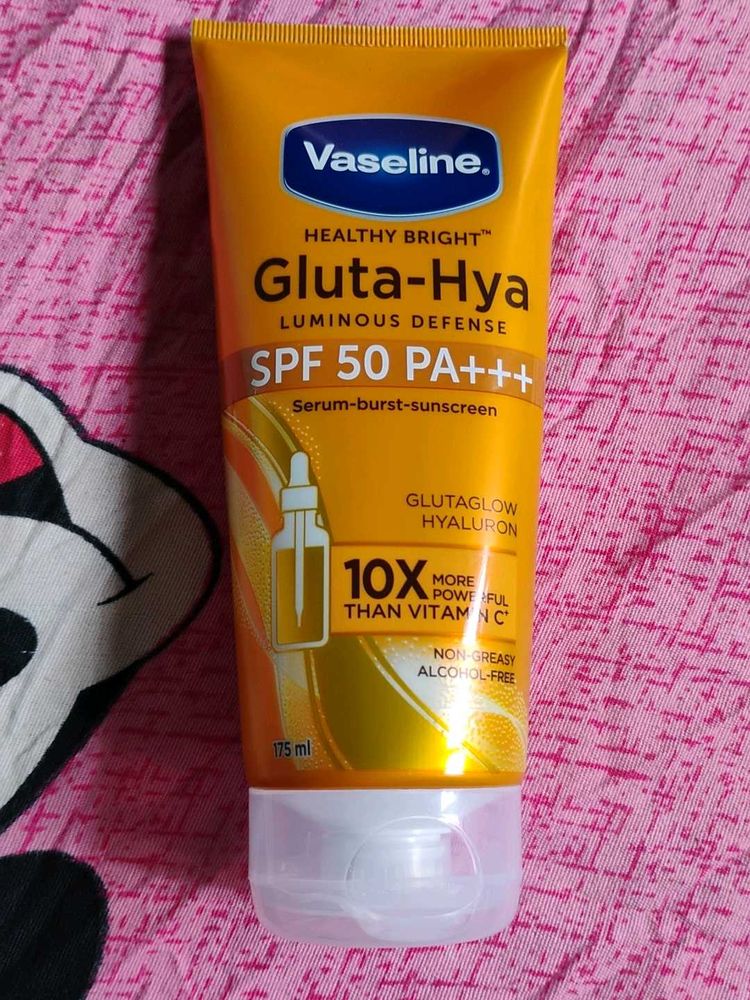 Vaseline®
HEALTHY BRIGHT™
Gluta-Hya
LUMINOUS DEFENSE
SPF 50 PA+++
Serum-burst-sunscreen
GLUTAGLOW
HYALURON
10X MORE
POWERFUL
THAN VITAMIN C⁺
NON-GREASY
ALCOHOL-FREE
175 ml